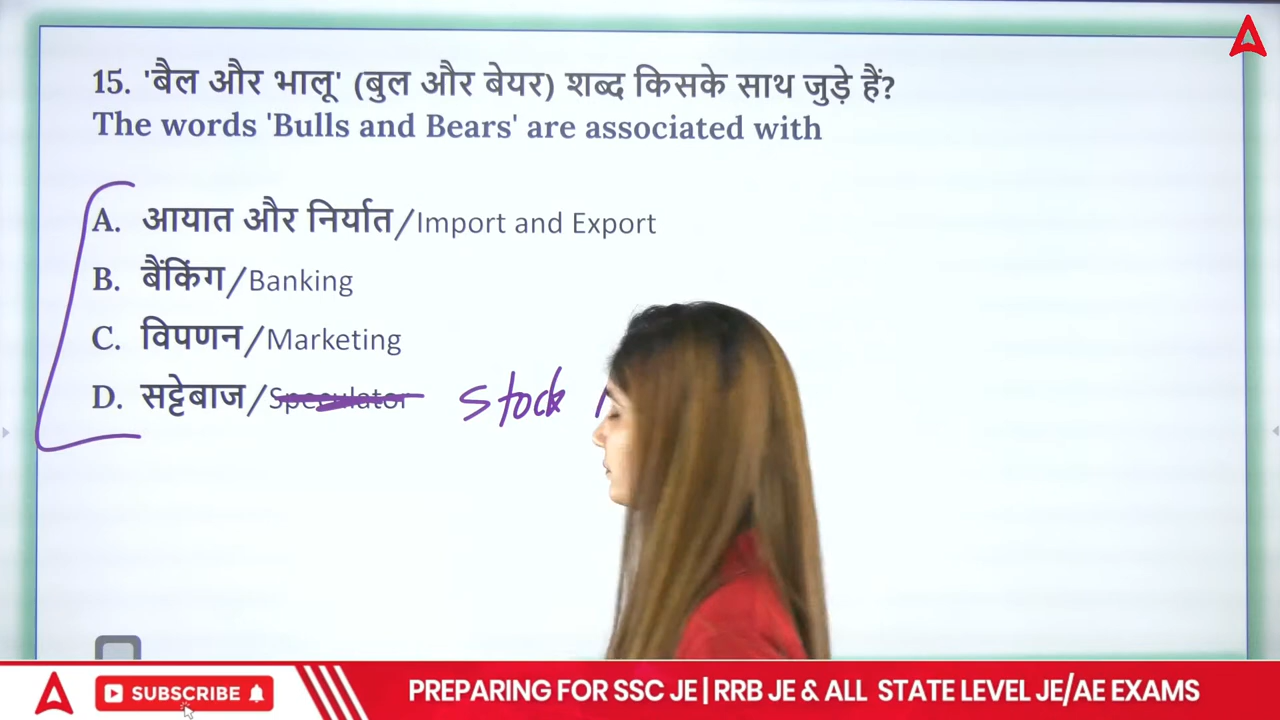 15. 'बैल और भालू' (बुल और बेयर) शब्द किसके साथ जुड़े हैं?
The words 'Bulls and Bears' are associated with
A. आयात और निर्यात/Import and Export
B. बैंकिंग/Banking
C. विपणन/Marketing
D. सट्टेबाज/Speculator Stock
SUBSCRIBE
PREPARING FOR SSC JE | RRB JE & ALL STATE LEVEL JE/AE EXAMS